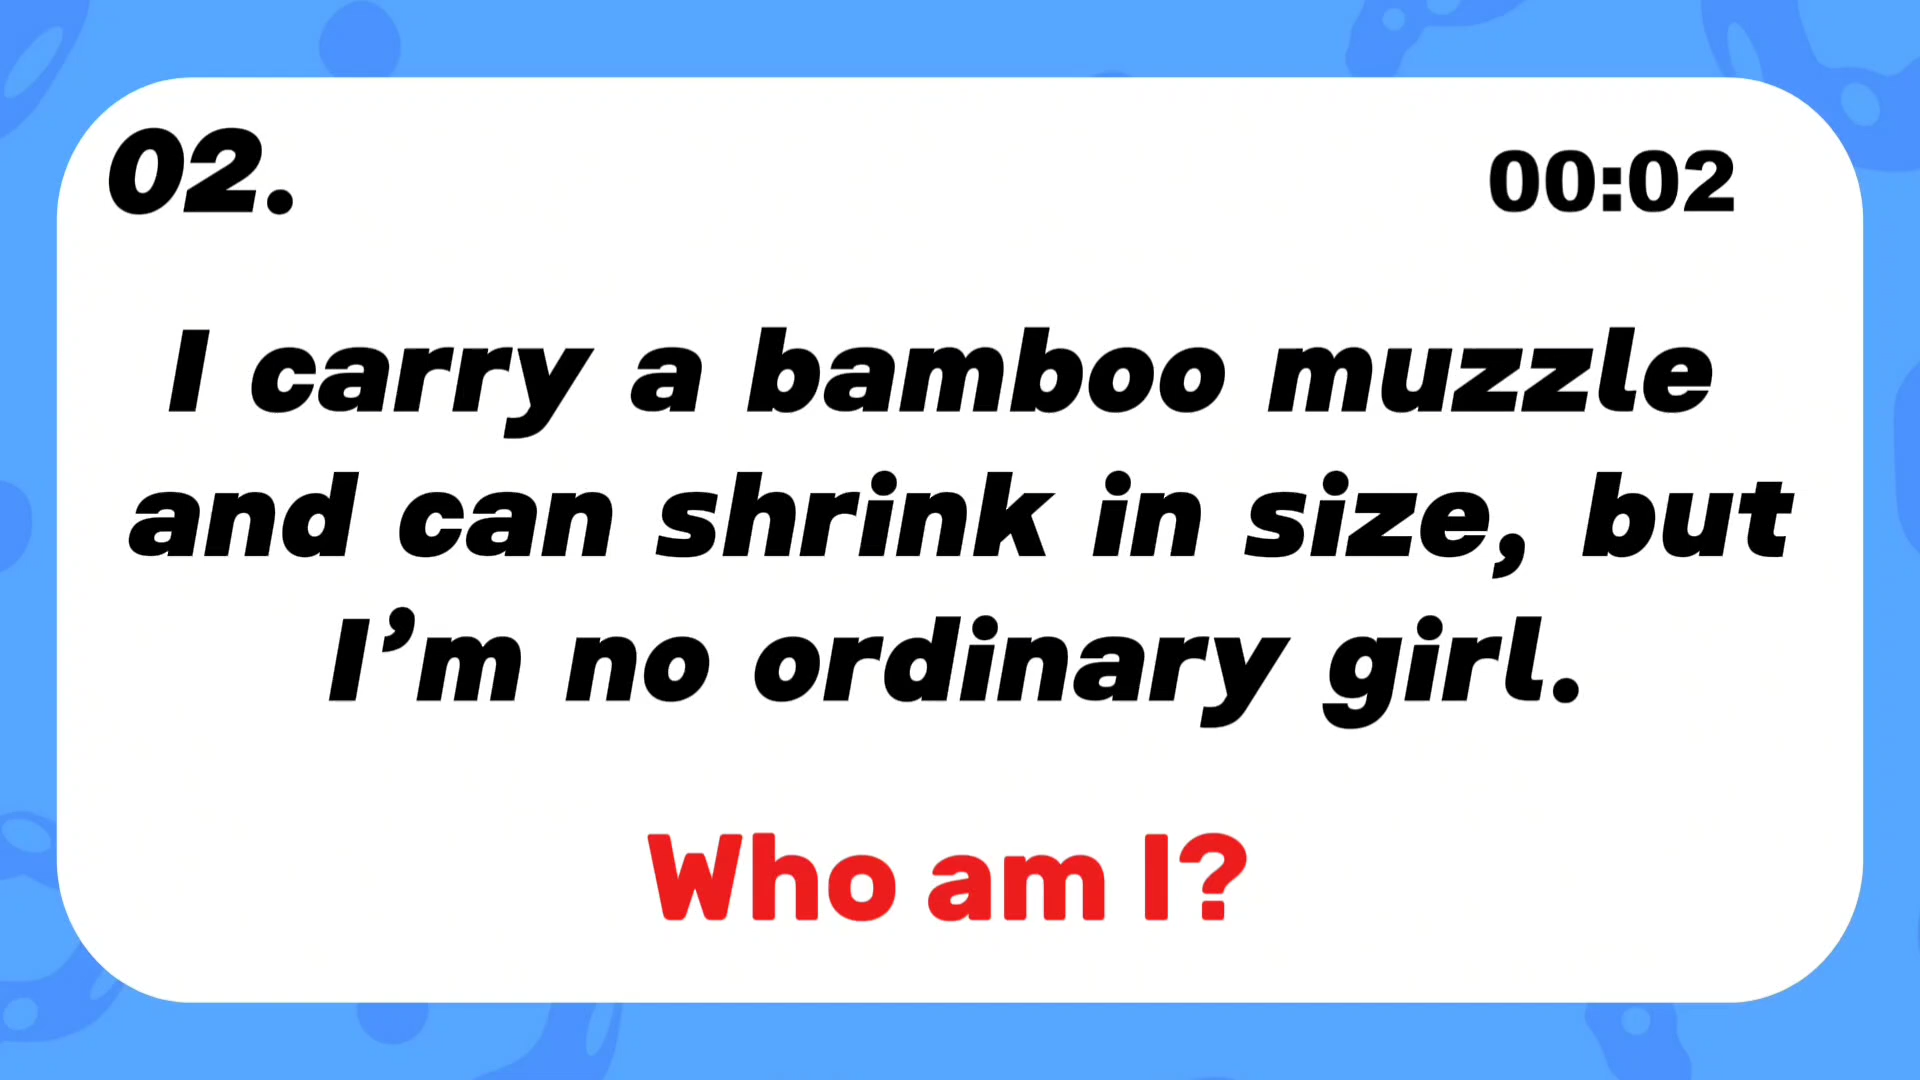 02.
00:02
I carry a bamboo muzzle
and can shrink in size, but
I’m no ordinary girl.
Who am I?